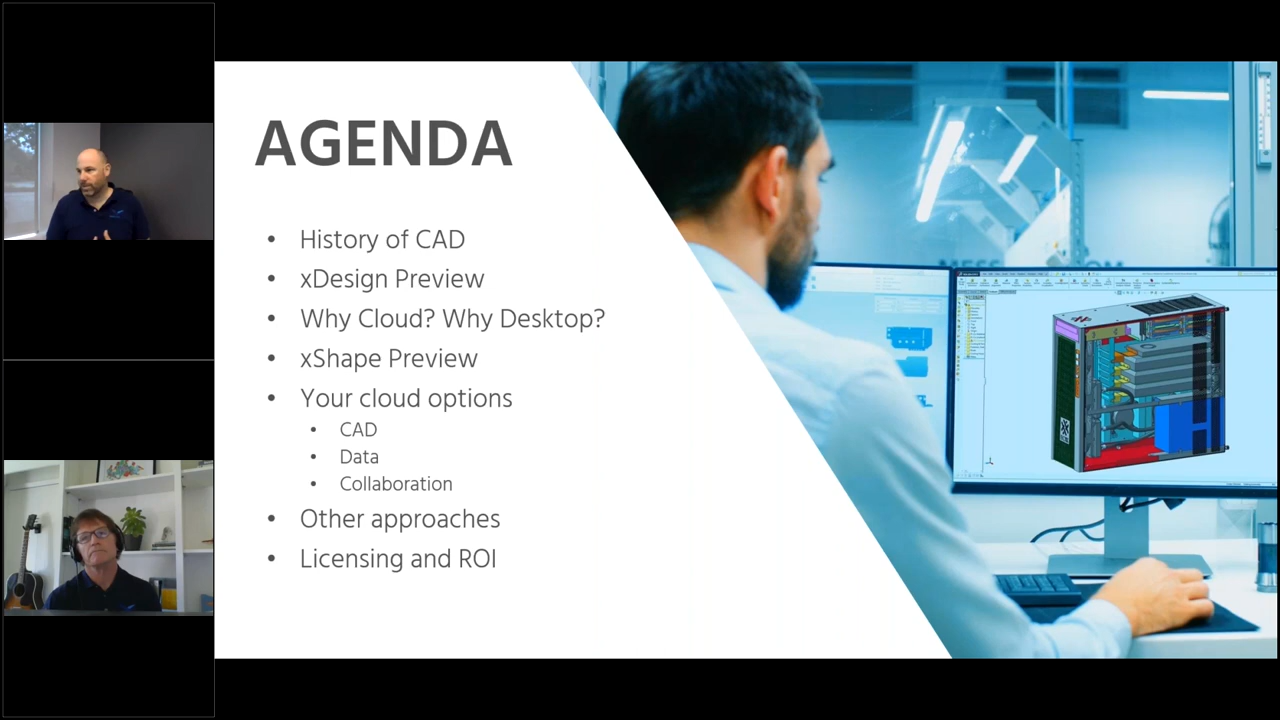 AGENDA
• History of CAD
• xDesign Preview
• Why Cloud? Why Desktop?
• xShape Preview
• Your cloud options
• CAD
• Data
• Collaboration
• Other approaches
• Licensing and ROI